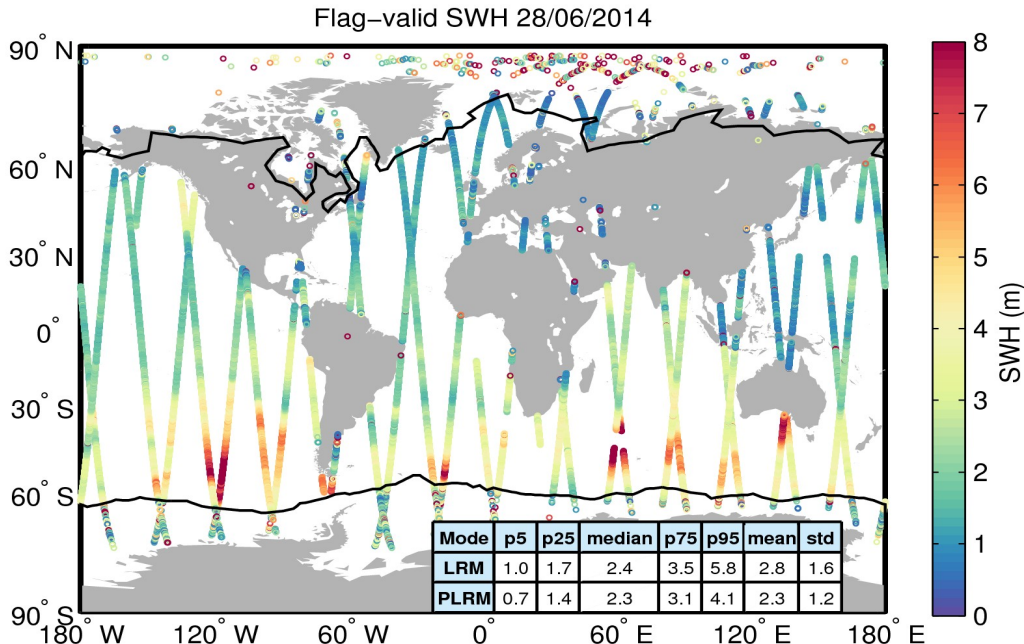 Flag−valid SWH 28/06/2014
90° N
60° N
30° N
0°
30° S
60° S
90° S
180° W 120° W 60° W 0° 60° E 120° E 180° E
Mode p5 p25 median p75 p95 mean std
LRM 1.0 1.7 2.4 3.5 5.8 2.8 1.6
PLRM 0.7 1.4 2.3 3.1 4.1 2.3 1.2
8
7
6
5
4
3
2
1
0
SWH (m)